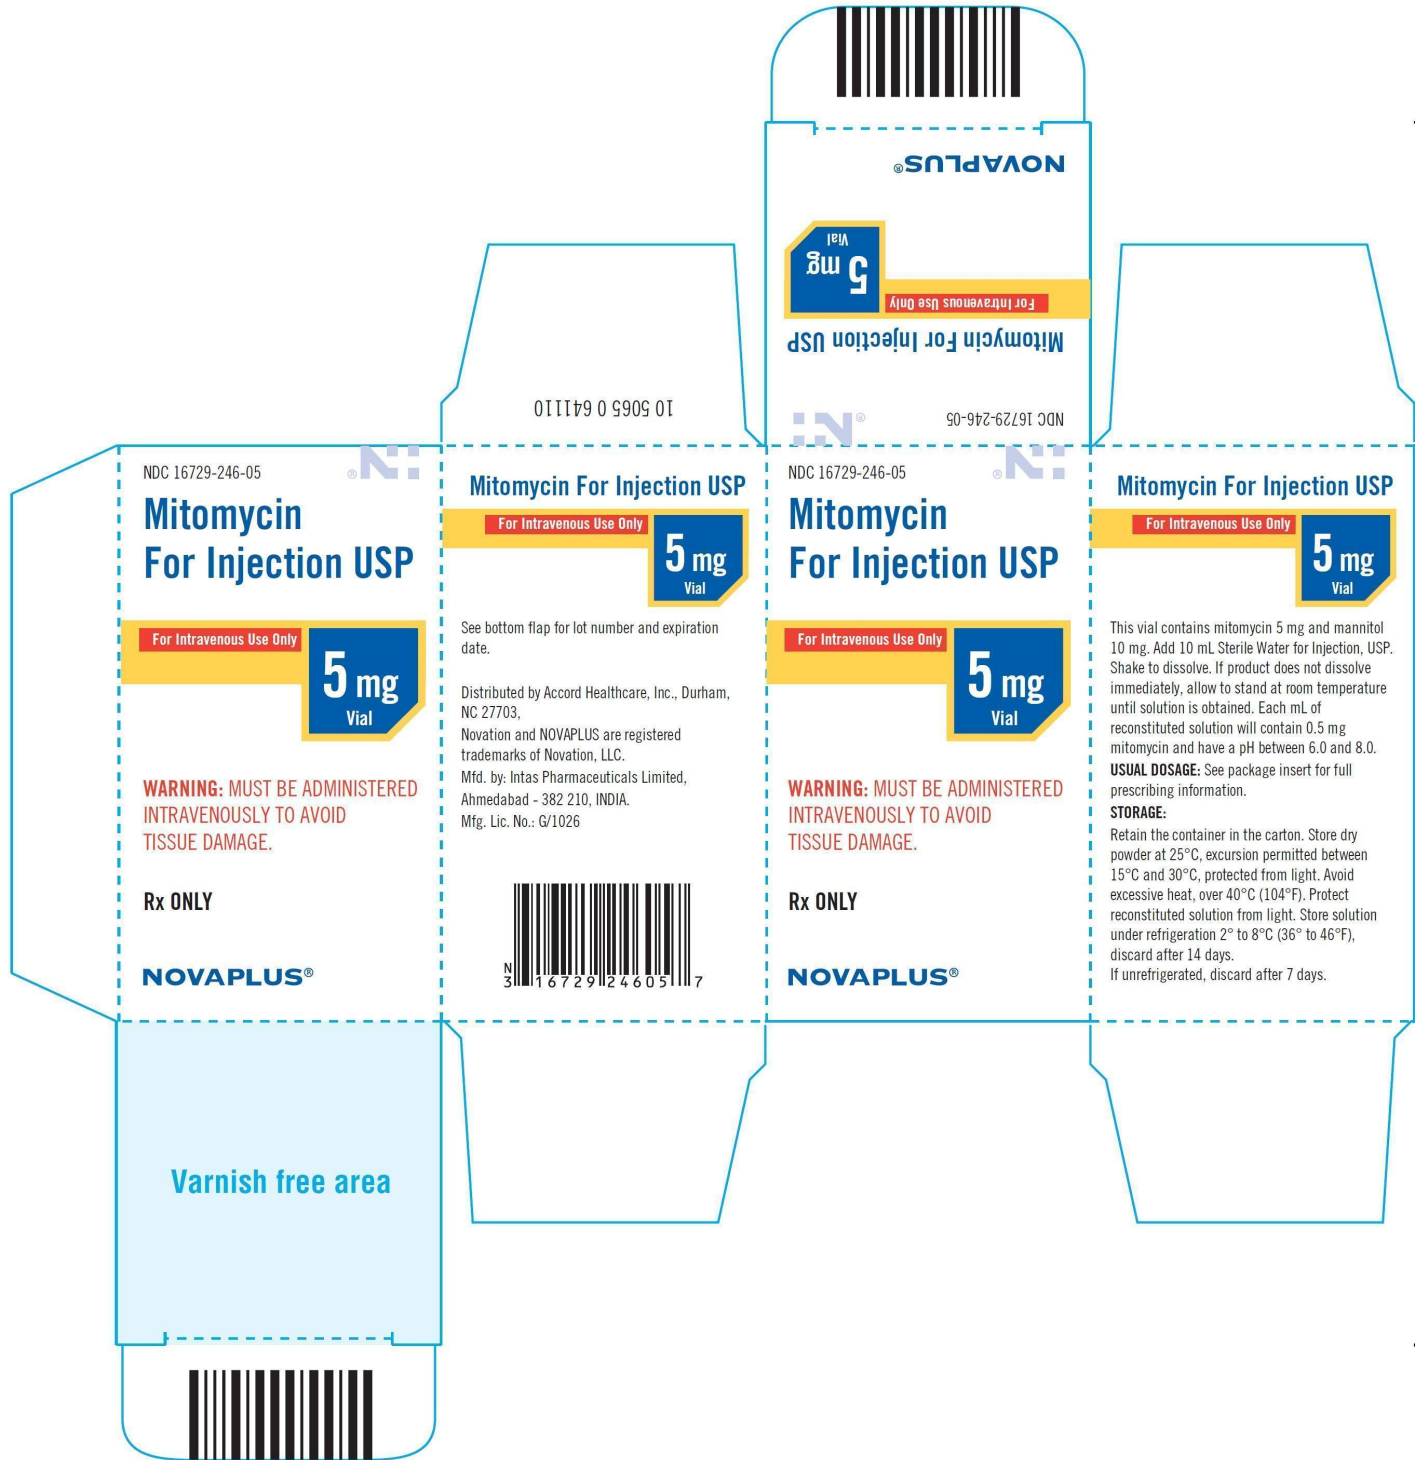 NOVAPLUS®
5 mg
Vial
For Intravenous Use Only
Mitomycin For Injection USP
NDC 16729-246-05
N®
10 5065 0 641110
NDC 16729-246-05
®N
Mitomycin
For Injection USP
For Intravenous Use Only
5 mg
Vial
WARNING: MUST BE ADMINISTERED
INTRAVENOUSLY TO AVOID
TISSUE DAMAGE.
Rx ONLY
NOVAPLUS®
Mitomycin For Injection USP
For Intravenous Use Only
5 mg
Vial
See bottom flap for lot number and expiration
date.
Distributed by Accord Healthcare, Inc., Durham,
NC 27703,
Novation and NOVAPLUS are registered
trademarks of Novation, LLC.
Mfd. by: Intas Pharmaceuticals Limited,
Ahmedabad - 382 210, INDIA.
Mfg. Lic. No.: G/1026
N
3 16729 24605 7
NDC 16729-246-05
®N
Mitomycin
For Injection USP
For Intravenous Use Only
5 mg
Vial
WARNING: MUST BE ADMINISTERED
INTRAVENOUSLY TO AVOID
TISSUE DAMAGE.
Rx ONLY
NOVAPLUS®
Mitomycin For Injection USP
For Intravenous Use Only
5 mg
Vial
This vial contains mitomycin 5 mg and mannitol
10 mg. Add 10 mL Sterile Water for Injection, USP.
Shake to dissolve. If product does not dissolve
immediately, allow to stand at room temperature
until solution is obtained. Each mL of
reconstituted solution will contain 0.5 mg
mitomycin and have a pH between 6.0 and 8.0.
USUAL DOSAGE: See package insert for full
prescribing information.
STORAGE:
Retain the container in the carton. Store dry
powder at 25°C, excursion permitted between
15°C and 30°C, protected from light. Avoid
excessive heat, over 40°C (104°F). Protect
reconstituted solution from light. Store solution
under refrigeration 2° to 8°C (36° to 46°F),
discard after 14 days.
If unrefrigerated, discard after 7 days.
Varnish free area